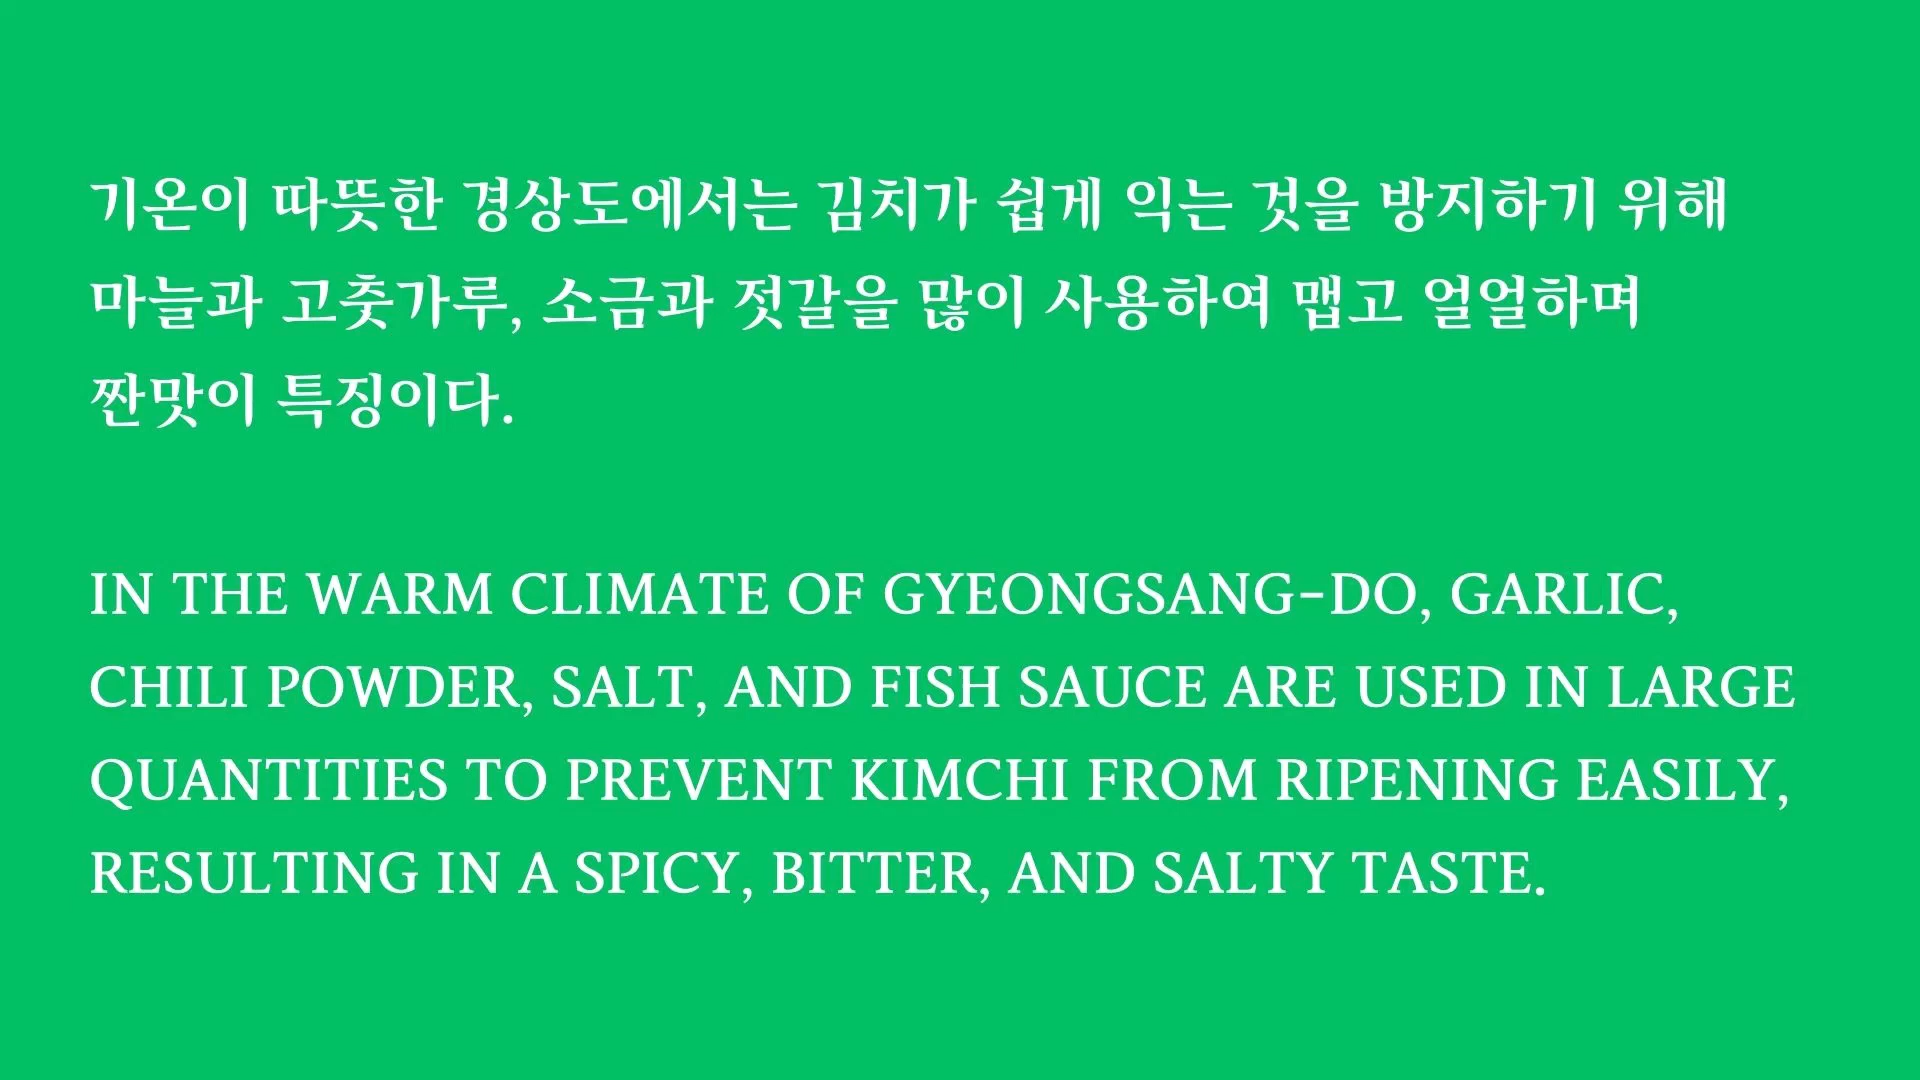 기온이 따뜻한 경상도에서는 김치가 쉽게 익는 것을 방지하기 위해
마늘과 고춧가루, 소금과 젓갈을 많이 사용하여 맵고 얼얼하며
짠맛이 특징이다.
IN THE WARM CLIMATE OF GYEONGSANG-DO, GARLIC,
CHILI POWDER, SALT, AND FISH SAUCE ARE USED IN LARGE
QUANTITIES TO PREVENT KIMCHI FROM RIPENING EASILY,
RESULTING IN A SPICY, BITTER, AND SALTY TASTE.